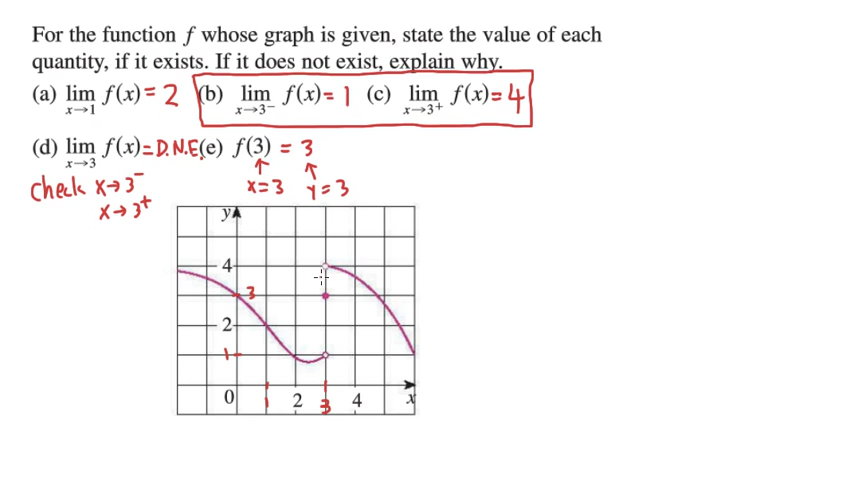 For the function f whose graph is given, state the value of each
quantity, if it exists. If it does not exist, explain why.
(a) lim x→1 f(x) = 2 (b) lim x→3⁻ f(x) = 1 (c) lim x→3⁺ f(x) = 4
(d) lim x→3 f(x) = D.N.E. (e) f(3) = 3
check x→3⁻ x=3 y=3
x→3⁺
y
4
3
2
1
0 1 2 3 4 x